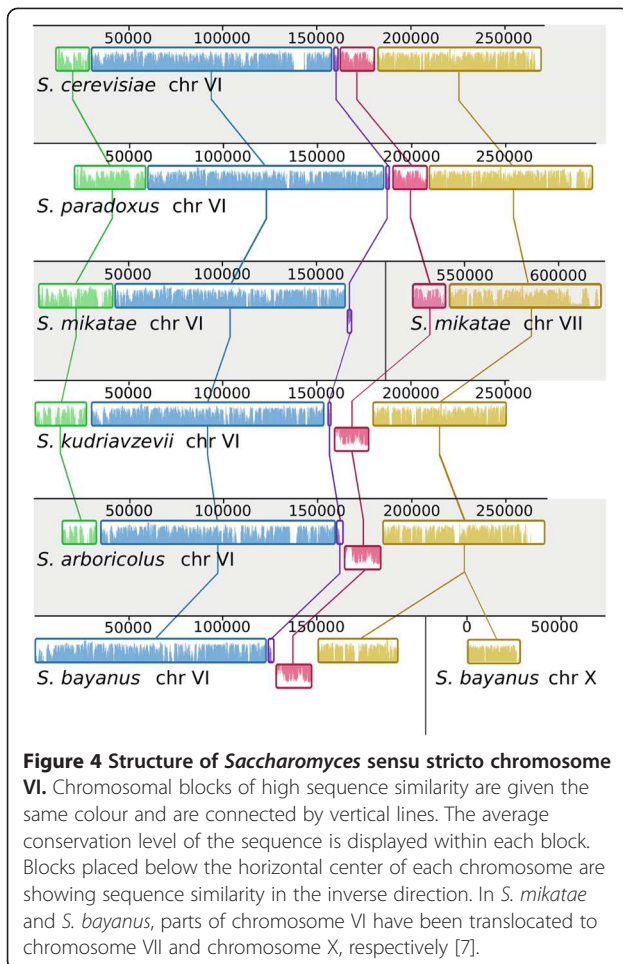 50000 100000 150000 200000 250000
S. cerevisiae chr VI
50000 100000 150000 200000 250000
S. paradoxus chr VI
50000 100000 150000 550000 600000
S. mikatae chr VI S. mikatae chr VII
50000 100000 150000 200000 250000
S. kudriavzevii chr VI
50000 100000 150000 200000 250000
S. arboricolus chr VI
50000 100000 150000 0 50000
S. bayanus chr VI S. bayanus chr X
Figure 4 Structure of Saccharomyces sensu stricto chromosome
VI. Chromosomal blocks of high sequence similarity are given the
same colour and are connected by vertical lines. The average
conservation level of the sequence is displayed within each block.
Blocks placed below the horizontal center of each chromosome are
showing sequence similarity in the inverse direction. In S. mikatae
and S. bayanus, parts of chromosome VI have been translocated to
chromosome VII and chromosome X, respectively [7].